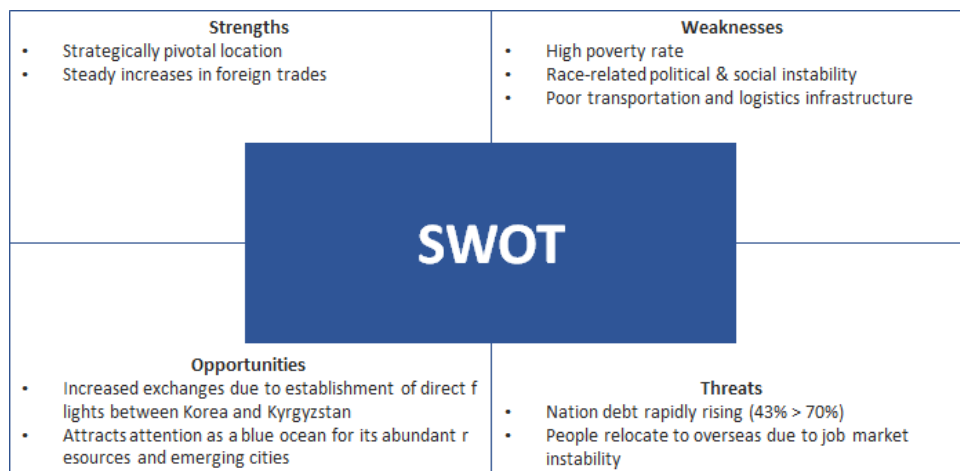 Strengths
• Strategically pivotal location
• Steady increases in foreign trades
Weaknesses
• High poverty rate
• Race-related political & social instability
• Poor transportation and logistics infrastructure
SWOT
Opportunities
• Increased exchanges due to establishment of direct f
lights between Korea and Kyrgyzstan
• Attracts attention as a blue ocean for its abundant r
esources and emerging cities
Threats
• Nation debt rapidly rising (43% > 70%)
• People relocate to overseas due to job market
instability